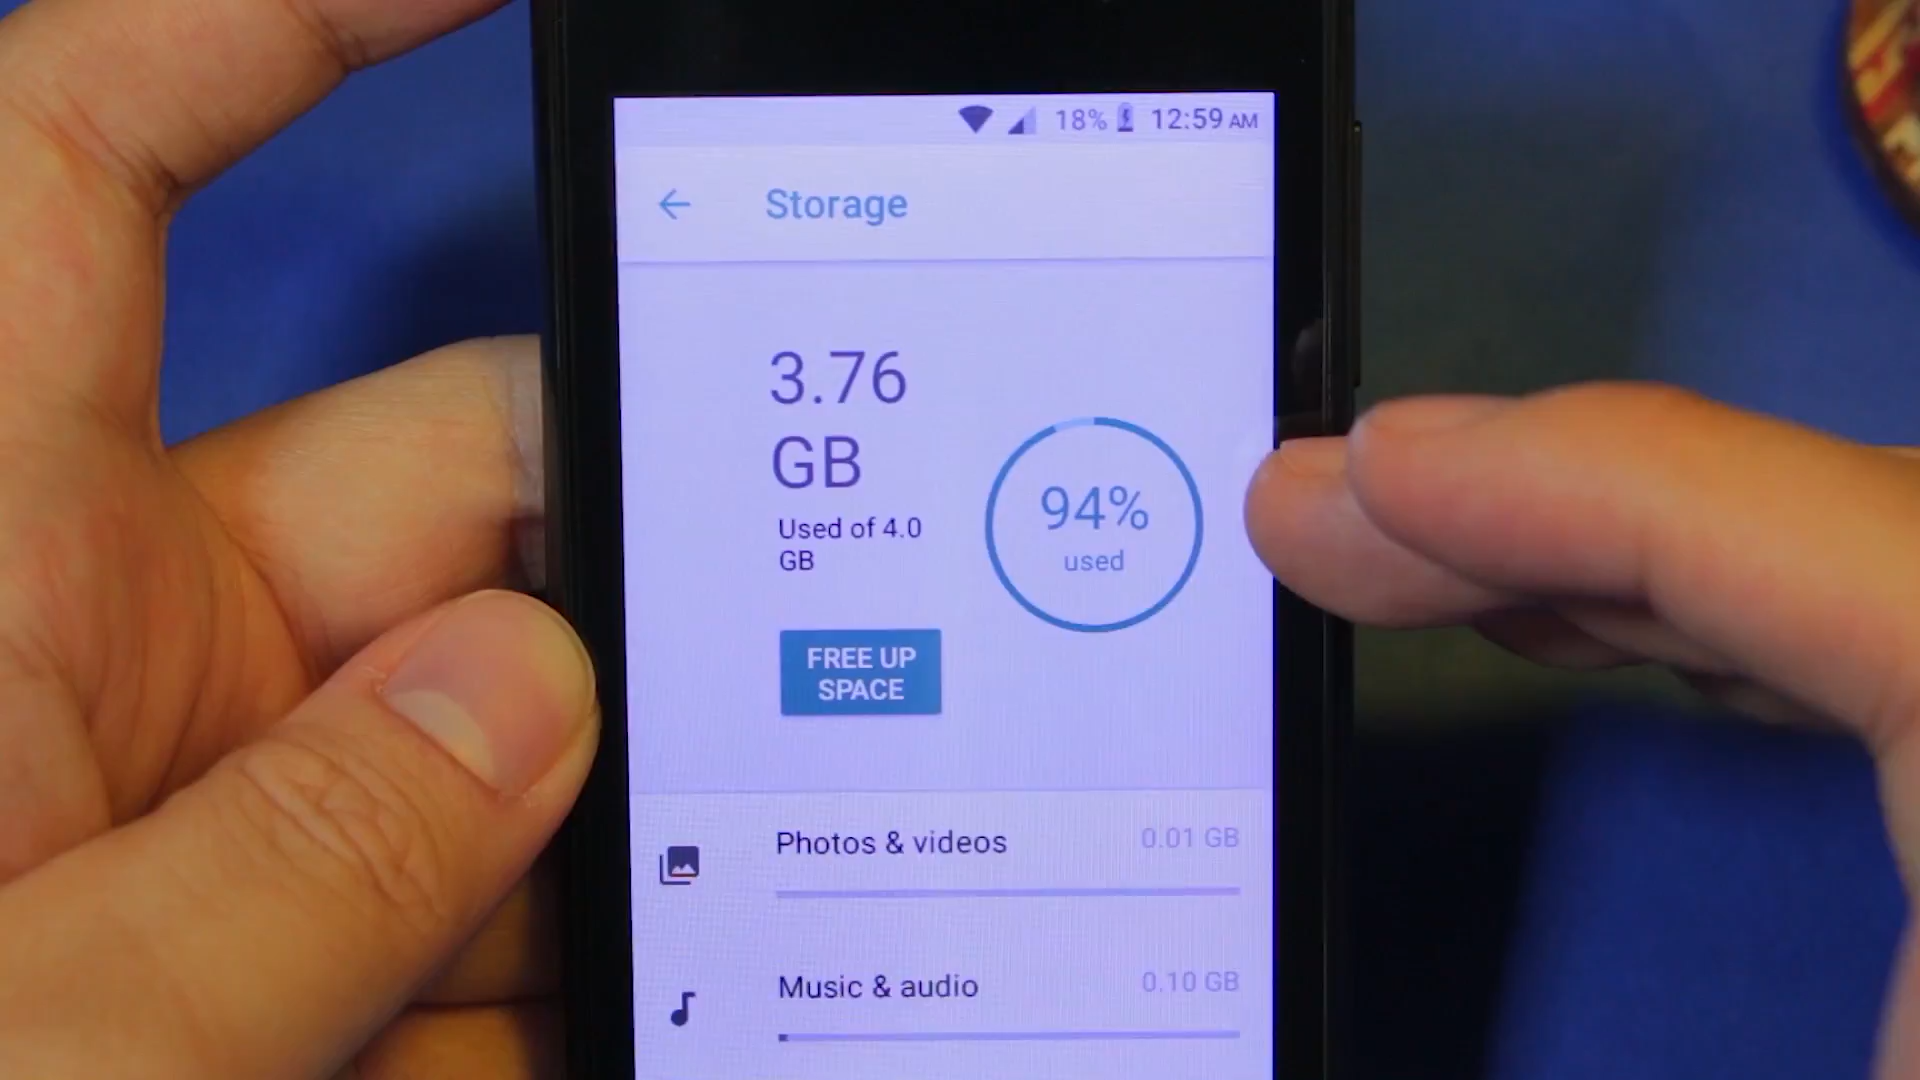 18% 12:59 AM
Storage
3.76
GB
Used of 4.0
GB
94%
used
FREE UP
SPACE
Photos & videos 0.01 GB
Music & audio 0.10 GB